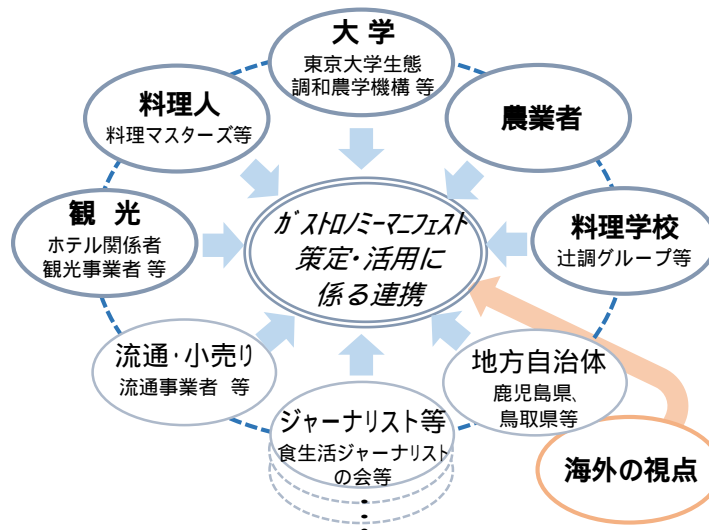 大 学
東京大学生態
調和農学機構 等
料理人
料理マスターズ等
農業者
観 光
ホテル関係者
観光事業者 等
ガストロノミーマニフェスト
策定・活用に
係る連携
料理学校
辻調グループ等
流通・小売り
流通事業者 等
地方自治体
鹿児島県、
鳥取県等
ジャーナリスト等
食生活ジャーナリスト
の会等
海外の視点